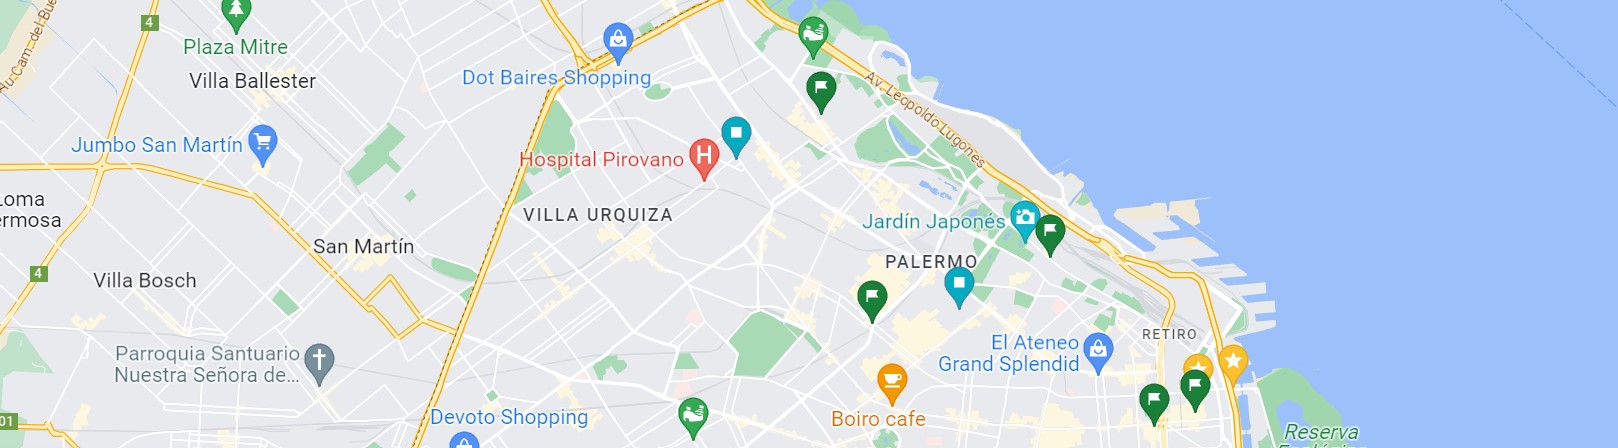 4
Au Cam. del Bue
Plaza Mitre
Villa Ballester
Dot Baires Shopping
Av. Leopoldo Lugones
Jumbo San Martín
Hospital Pirovano
H
Loma
ermosa
VILLA URQUIZA
San Martín
Jardín Japonés
PALERMO
4
Villa Bosch
RETIRO
El Ateneo
Grand Splendid
Parroquia Santuario
Nuestra Señora de...
Boiro cafe
Devoto Shopping
01
Reserva